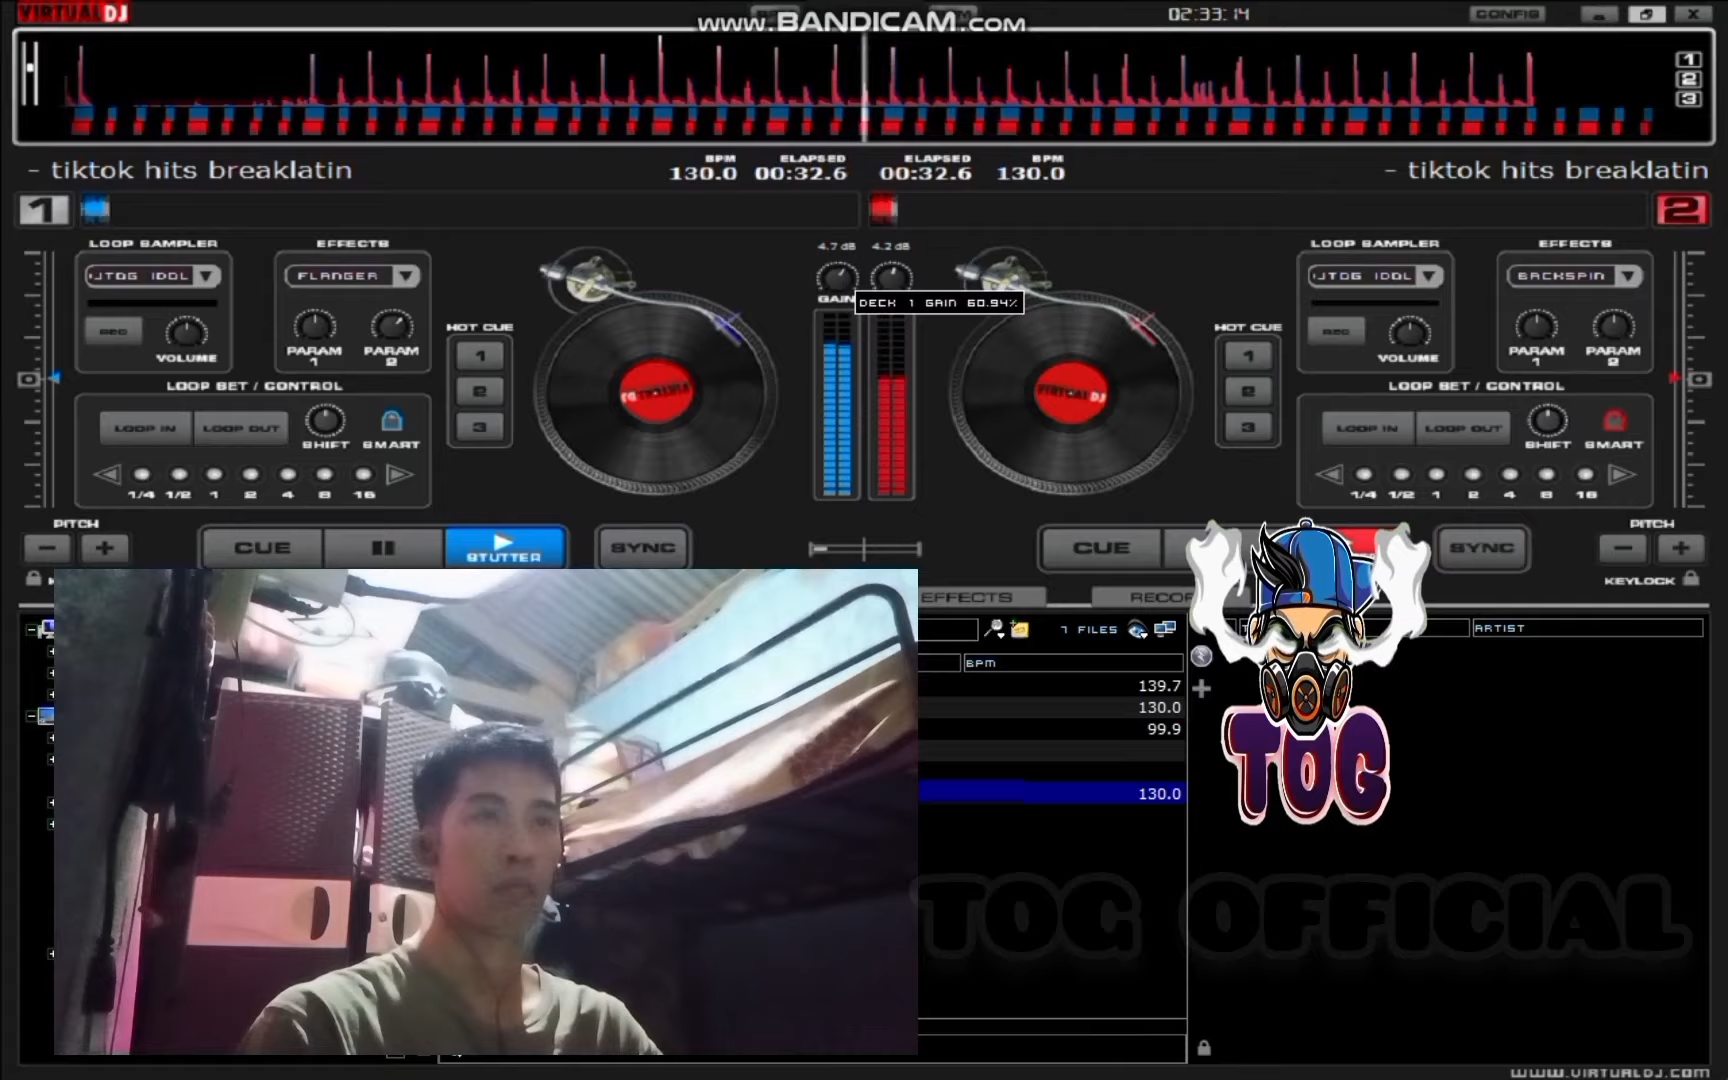 VIRTUAL DJ
www.BANDICAM.com
02:33:14
CONFIG
1
2
3
- tiktok hits breaklatin
BPM
130.0
ELAPSED
00:32.6
ELAPSED
00:32.6
BPM
130.0
- tiktok hits breaklatin
1
2
LOOP SAMPLER
EFFECTS
4.7 dB
4.2 dB
LOOP SAMPLER
EFFECTS
JTOG IDOL
FLANGER
JTOG IDOL
BACKSPIN
GAIN
DECK 1 GAIN 60.94%
REC
VOLUME
PARAM 1
PARAM 2
HOT CUE
HOT CUE
REC
VOLUME
PARAM 1
PARAM 2
1
2
3
VIRTUAL DJ
1
2
3
LOOP SET / CONTROL
LOOP SET / CONTROL
LOOP IN
LOOP OUT
SHIFT
SMART
LOOP IN
LOOP OUT
SHIFT
SMART
1/4 1/2 1 2 4 8 16
1/4 1/2 1 2 4 8 16
PITCH
CUE
STUTTER
SYNC
CUE
SYNC
PITCH
KEYLOCK
EFFECTS
RECOR
7 FILES
ARTIST
BPM
139.7
130.0
99.9
130.0
TOG
TOG OFFICIAL
WWW.VIRTUALDJ.COM